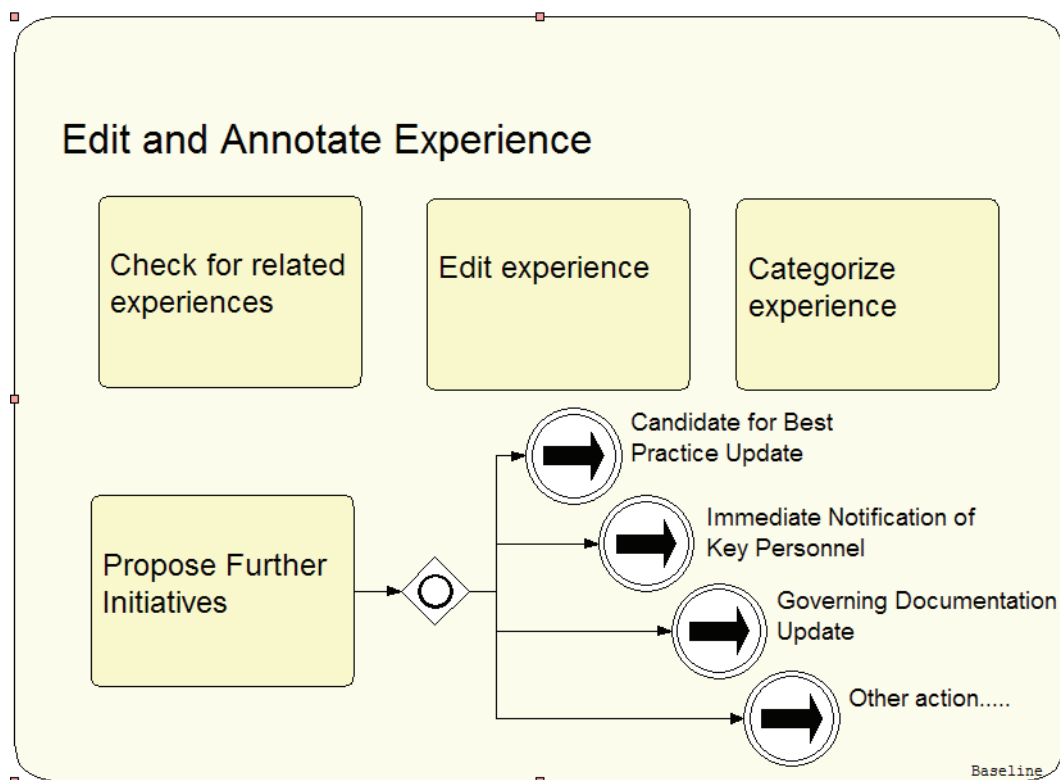 Edit and Annotate Experience
Check for related
experiences
Edit experience
Categorize
experience
Candidate for Best
Practice Update
Immediate Notification of
Key Personnel
Propose Further
Initiatives
Governing Documentation
Update
Other action.....
Baseline